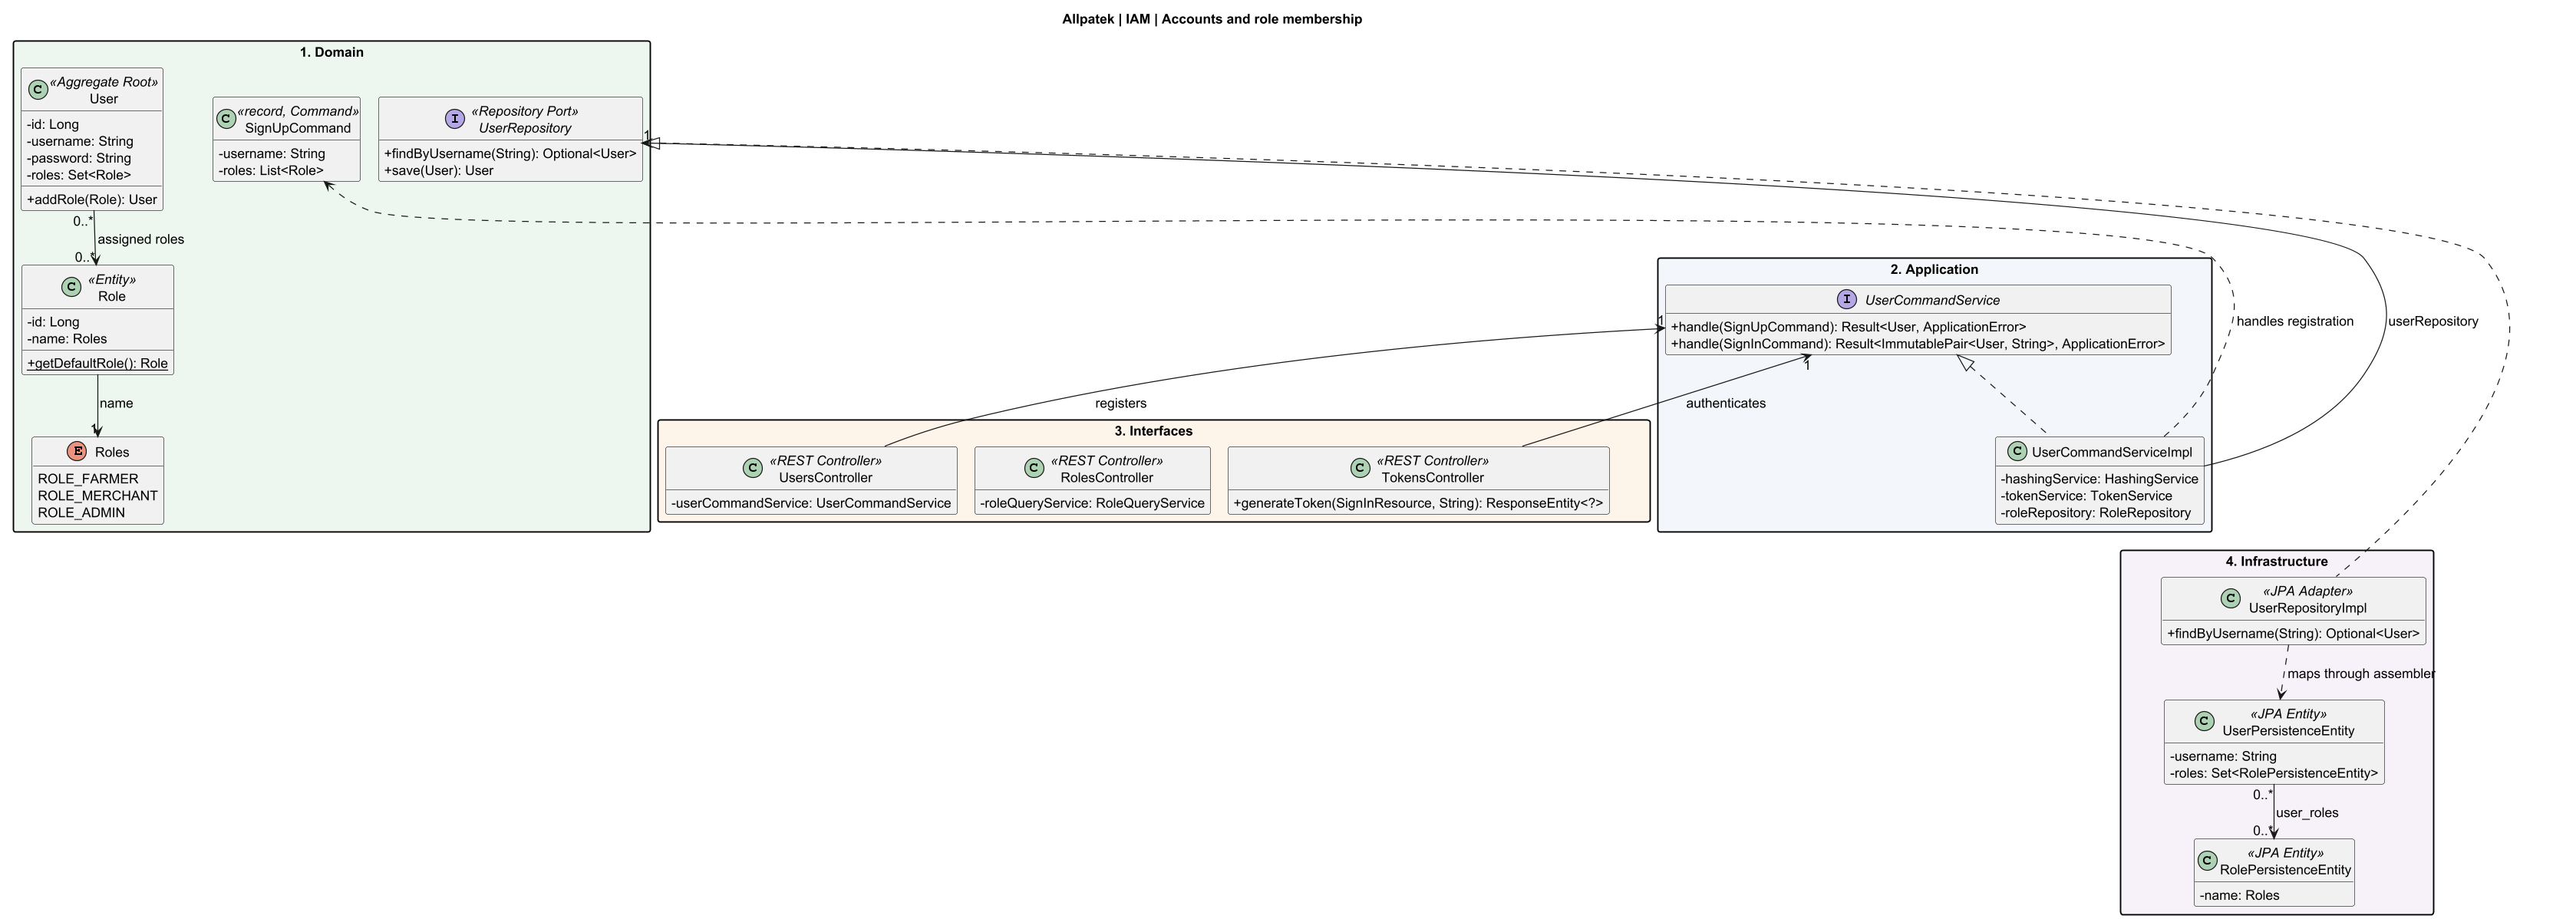 Allpatek | IAM | Accounts and role membership
1. Domain
«Aggregate Root»
User
-id: Long
-username: String
-password: String
-roles: Set<Role>
+addRole(Role): User
«record, Command»
SignUpCommand
-username: String
-roles: List<Role>
«Repository Port»
UserRepository
+findByUsername(String): Optional<User>
+save(User): User
1
0..*
assigned roles
0..*
«Entity»
Role
-id: Long
-name: Roles
+getDefaultRole(): Role
name
1
Roles
ROLE_FARMER
ROLE_MERCHANT
ROLE_ADMIN
2. Application
UserCommandService
+handle(SignUpCommand): Result<User, ApplicationError>
+handle(SignInCommand): Result<ImmutablePair<User, String>, ApplicationError>
1
1
handles registration
userRepository
registers
authenticates
UserCommandServiceImpl
-hashingService: HashingService
-tokenService: TokenService
-roleRepository: RoleRepository
3. Interfaces
«REST Controller»
UsersController
-userCommandService: UserCommandService
«REST Controller»
RolesController
-roleQueryService: RoleQueryService
«REST Controller»
TokensController
+generateToken(SignInResource, String): ResponseEntity<?>
4. Infrastructure
«JPA Adapter»
UserRepositoryImpl
+findByUsername(String): Optional<User>
maps through assembler
«JPA Entity»
UserPersistenceEntity
-username: String
-roles: Set<RolePersistenceEntity>
0..*
user_roles
0..*
«JPA Entity»
RolePersistenceEntity
-name: Roles